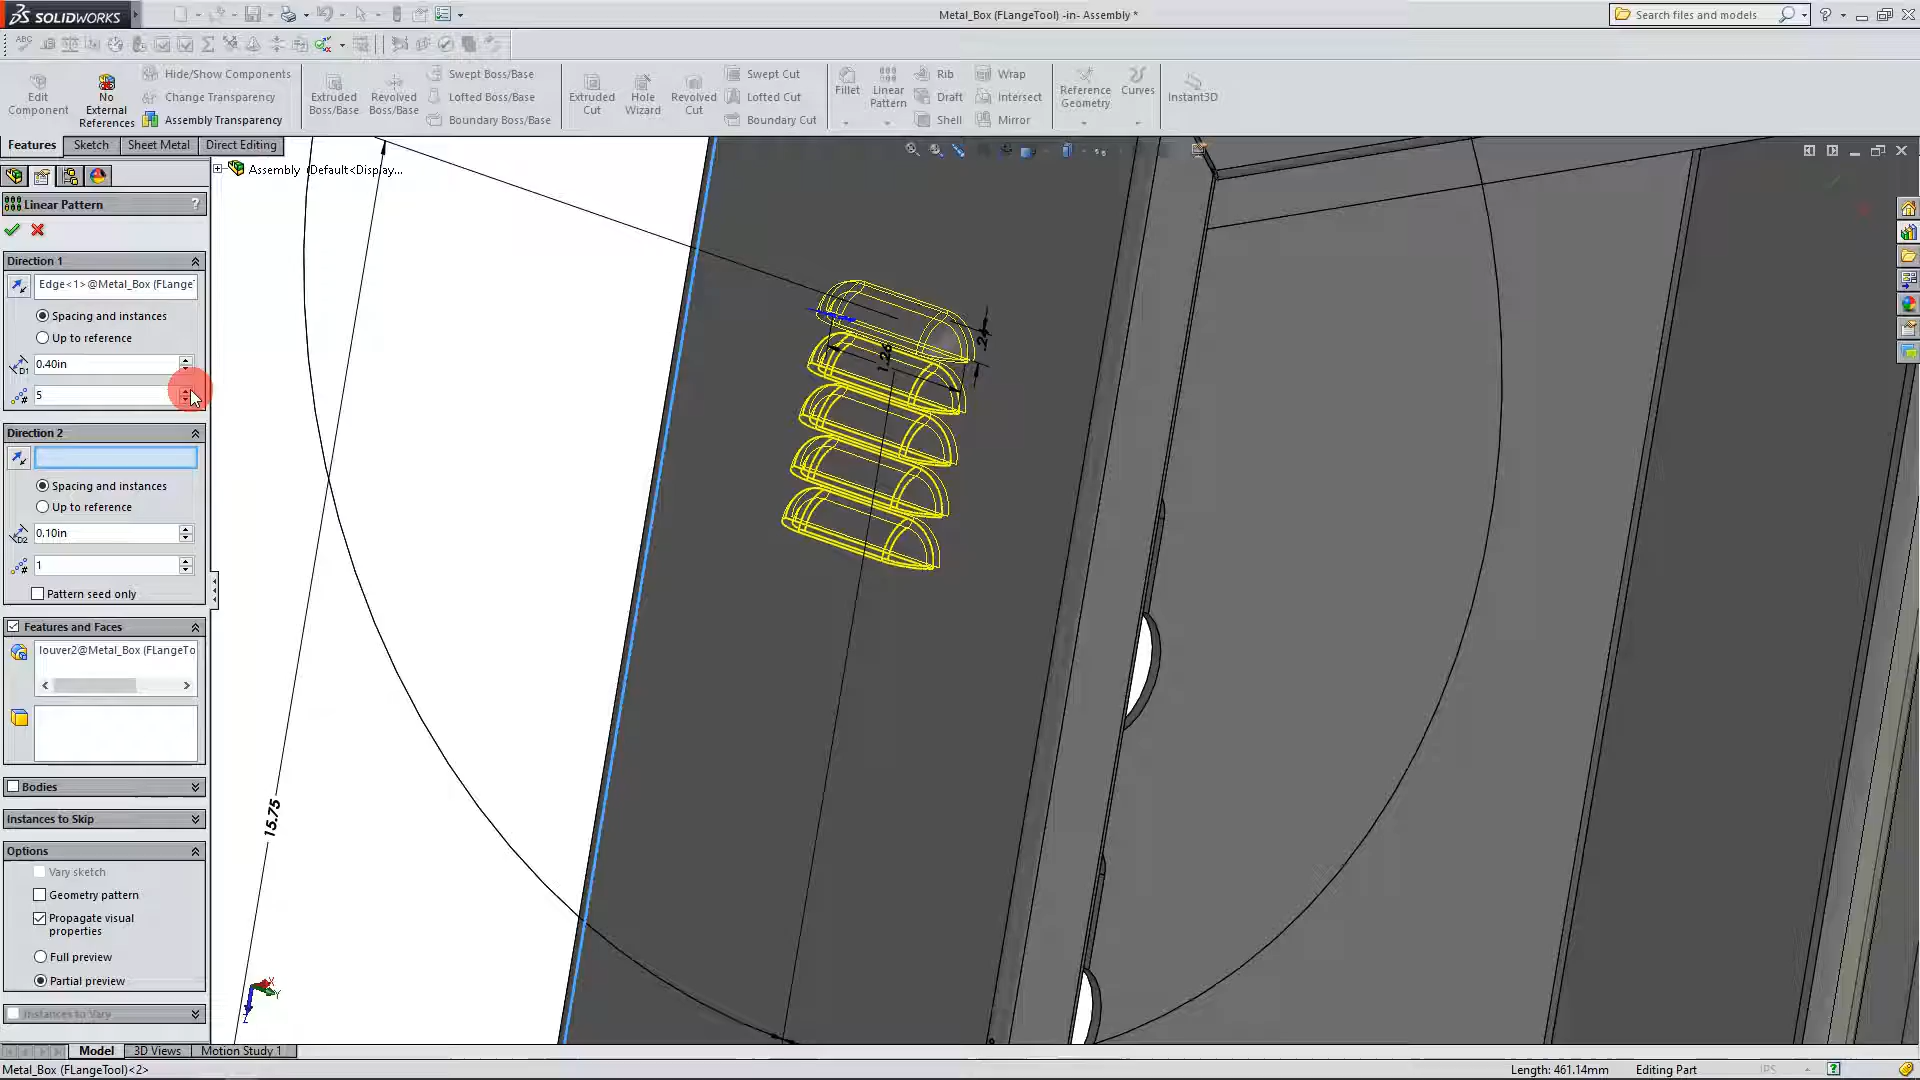 SOLIDWORKS
Metal_Box (FLangeTool) -in- Assembly *
Search files and models
Edit Component
No External References
Hide/Show Components
Change Transparency
Assembly Transparency
Extruded Boss/Base
Revolved Boss/Base
Swept Boss/Base
Lofted Boss/Base
Boundary Boss/Base
Extruded Cut
Hole Wizard
Revolved Cut
Swept Cut
Lofted Cut
Boundary Cut
Fillet
Linear Pattern
Rib
Draft
Shell
Wrap
Intersect
Mirror
Reference Geometry
Curves
Instant3D
Features
Sketch
Sheet Metal
Direct Editing
Assembly (Default<Display...
Linear Pattern
?
Direction 1
Edge<1>@Metal_Box (FLangeT
Spacing and instances
Up to reference
D1
0.40in
#
5
Direction 2
Spacing and instances
Up to reference
D2
0.10in
#
1
Pattern seed only
Features and Faces
louver2@Metal_Box (FLangeTo
Bodies
Instances to Skip
Options
Vary sketch
Geometry pattern
Propagate visual
properties
Full preview
Partial preview
Instances to Vary
1.26
.24
15.75
X
Y
Z
Model
3D Views
Motion Study 1
Metal_Box (FLangeTool)<2>
Length: 461.14mm
Editing Part
IPS